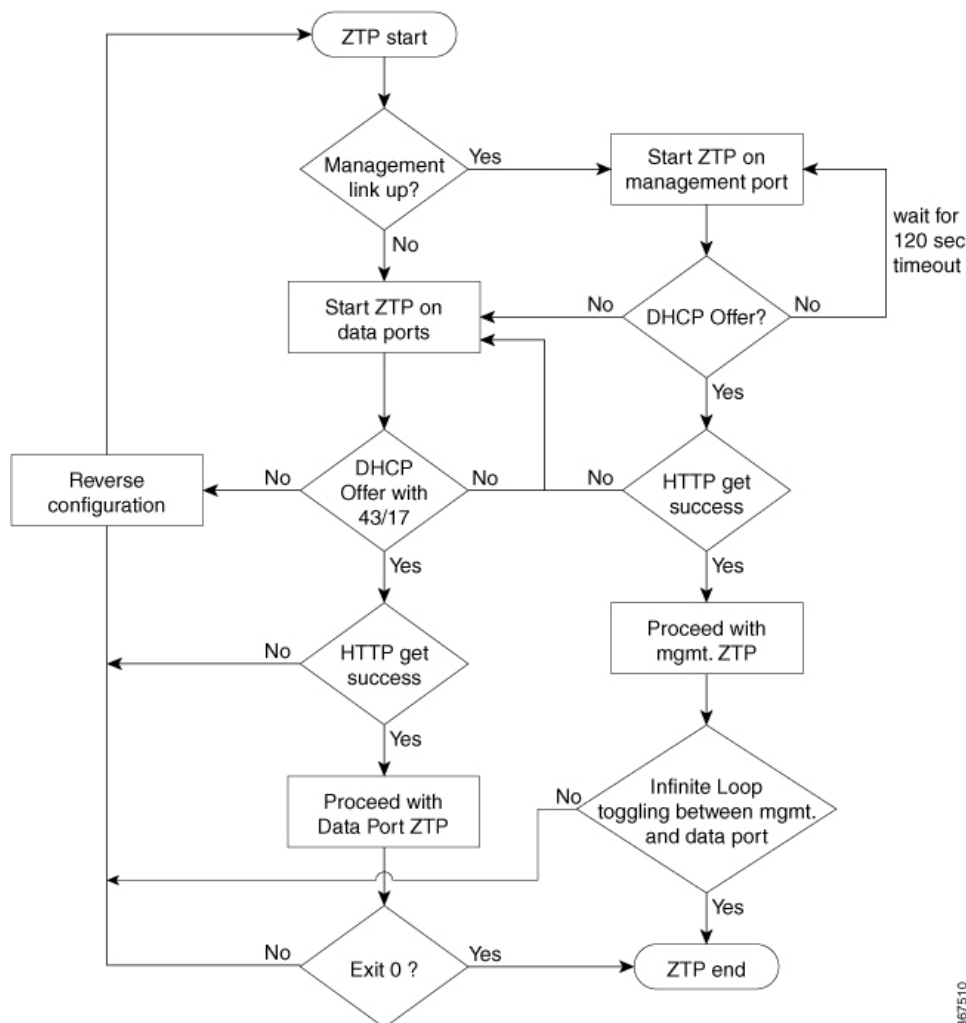 ZTP start
Management
link up?
Yes
Start ZTP on
management port
wait for
120 sec
timeout
No
Start ZTP on
data ports
No
DHCP Offer?
No
Yes
Reverse
configuration
No
DHCP
Offer with
43/17
No
No
HTTP get
success
Yes
Yes
No
HTTP get
success
Proceed with
mgmt. ZTP
Yes
Proceed with
Data Port ZTP
No
Infinite Loop
toggling between mgmt.
and data port
Yes
No
Exit 0 ?
Yes
ZTP end
367510